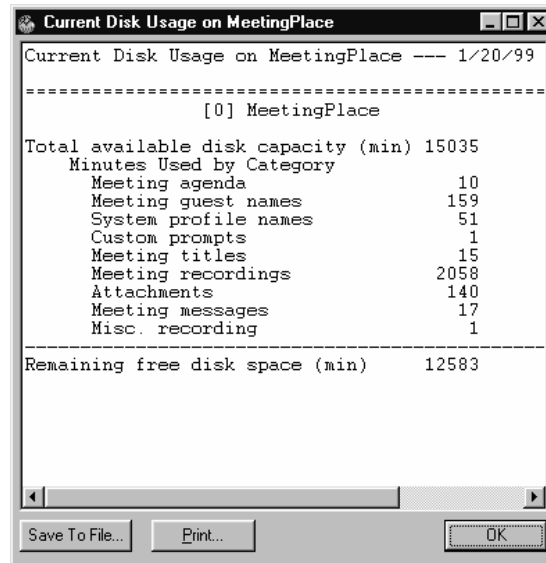 Current Disk Usage on MeetingPlace
Current Disk Usage on MeetingPlace --- 1/20/99
===============================================
[0] MeetingPlace
Total available disk capacity (min) 15035
Minutes Used by Category
Meeting agenda 10
Meeting guest names 159
System profile names 51
Custom prompts 1
Meeting titles 15
Meeting recordings 2058
Attachments 140
Meeting messages 17
Misc. recording 1
-----------------------------------------------
Remaining free disk space (min) 12583
Save To File... Print... OK